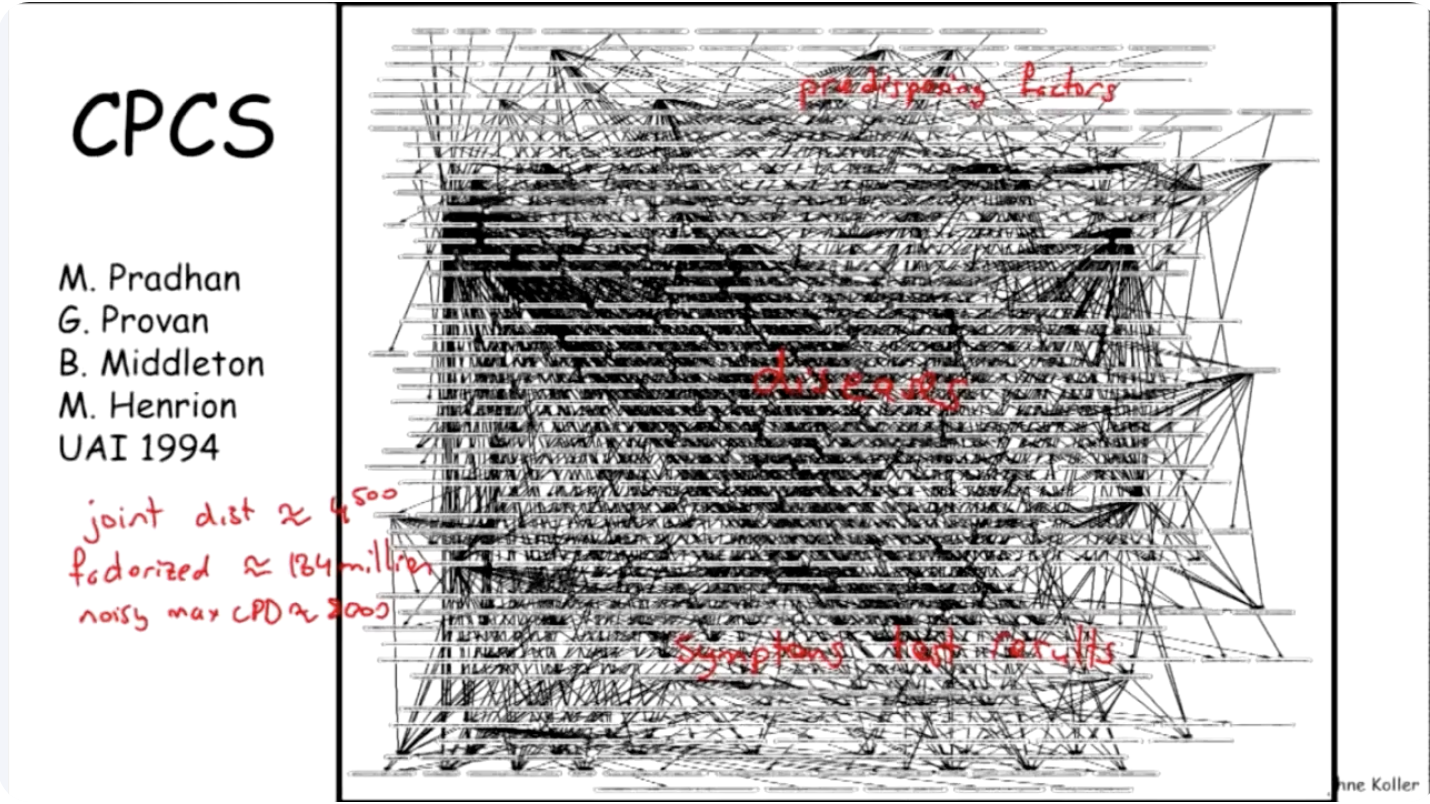 CPCS
M. Pradhan
G. Provan
B. Middleton
M. Henrion
UAI 1994
joint dist ≈ 4^500
factorized ≈ 134 million
noisy max CPD ≈ 8000
predisposing factors
diseases
Symptoms test results
hne Koller